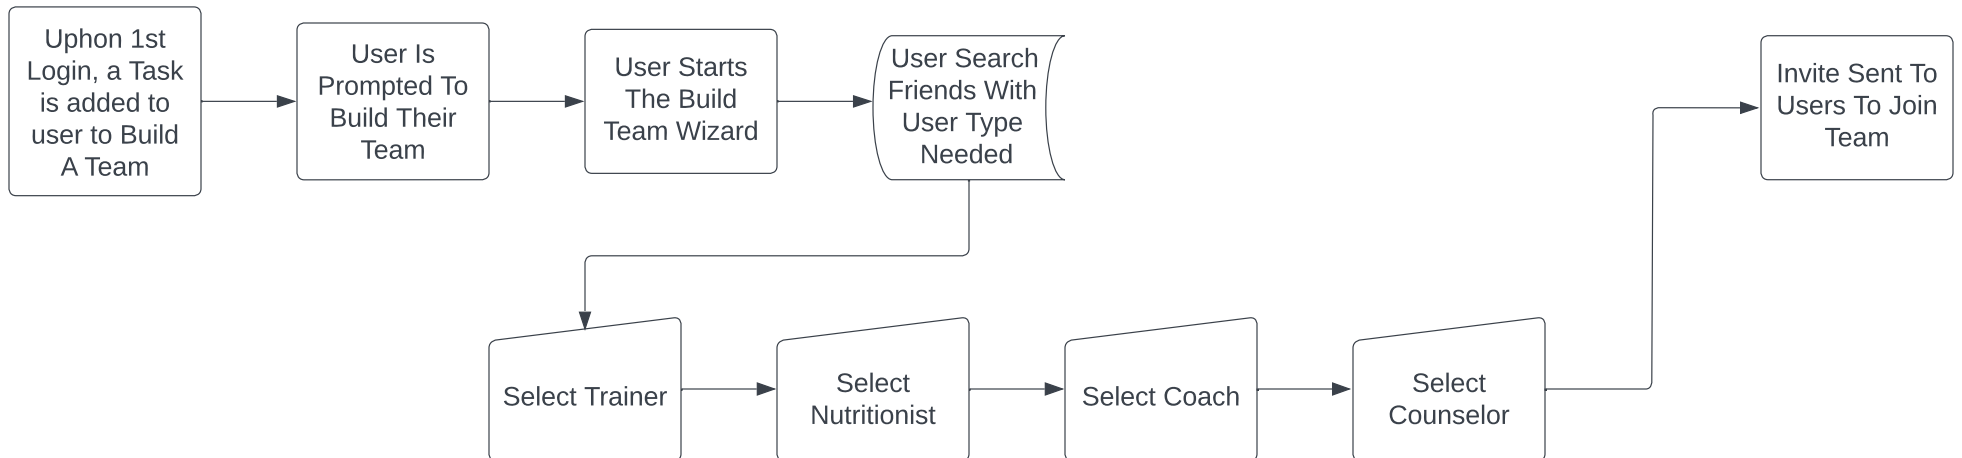 Uphon 1st
Login, a Task
is added to
user to Build
A Team
User Is
Prompted To
Build Their
Team
User Starts
The Build
Team Wizard
User Search
Friends With
User Type
Needed
Invite Sent To
Users To Join
Team
Select Trainer
Select
Nutritionist
Select Coach
Select
Counselor